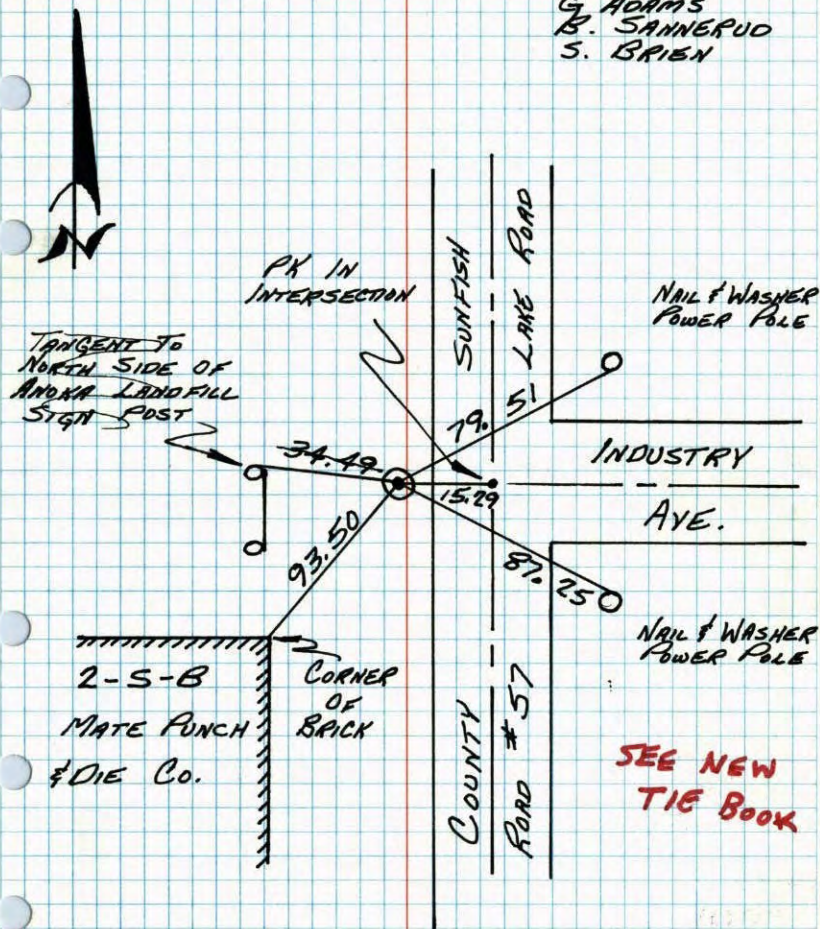 G ADAMS
B. SANNERUD
S. BRIEN
N
PK IN
INTERSECTION
SUNFISH
LAKE ROAD
NAIL & WASHER
POWER POLE
TANGENT TO
NORTH SIDE OF
ANOKA LANDFILL
SIGN POST
34.49
79.51
15.29
INDUSTRY
AVE.
93.50
87.25
NAIL & WASHER
POWER POLE
2-S-B
MATE PUNCH
& DIE CO.
CORNER
OF
BRICK
COUNTY
ROAD # 57
SEE NEW
TIE BOOK